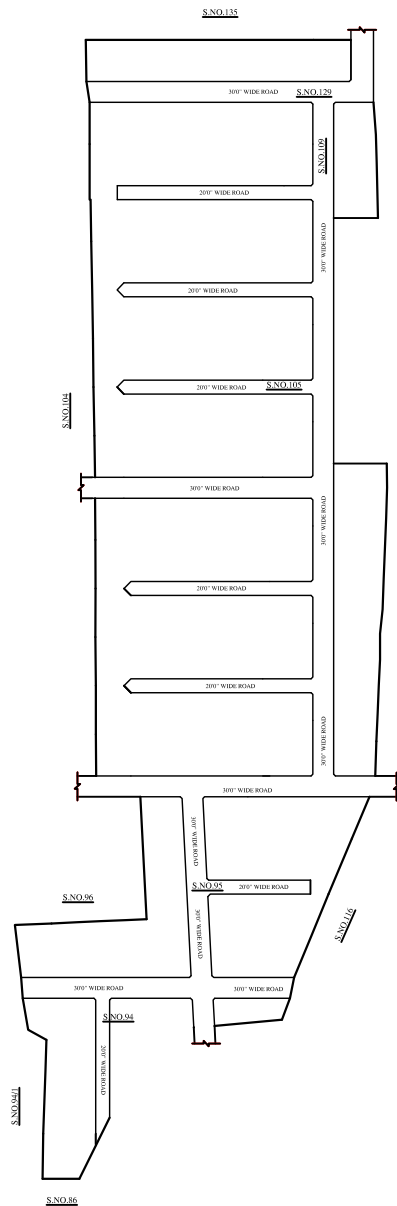 S.NO.135
30'0" WIDE ROAD
S.NO.129
S.NO.109
20'0" WIDE ROAD
30'0" WIDE ROAD
20'0" WIDE ROAD
20'0" WIDE ROAD
S.NO.105
S.NO.104
30'0" WIDE ROAD
30'0" WIDE ROAD
20'0" WIDE ROAD
20'0" WIDE ROAD
30'0" WIDE ROAD
30'0" WIDE ROAD
30'0" WIDE ROAD
S.NO.95
20'0" WIDE ROAD
S.NO.96
30'0" WIDE ROAD
S.NO.116
30'0" WIDE ROAD
30'0" WIDE ROAD
S.NO.94
20'0" WIDE ROAD
S.NO.94/1
S.NO.86